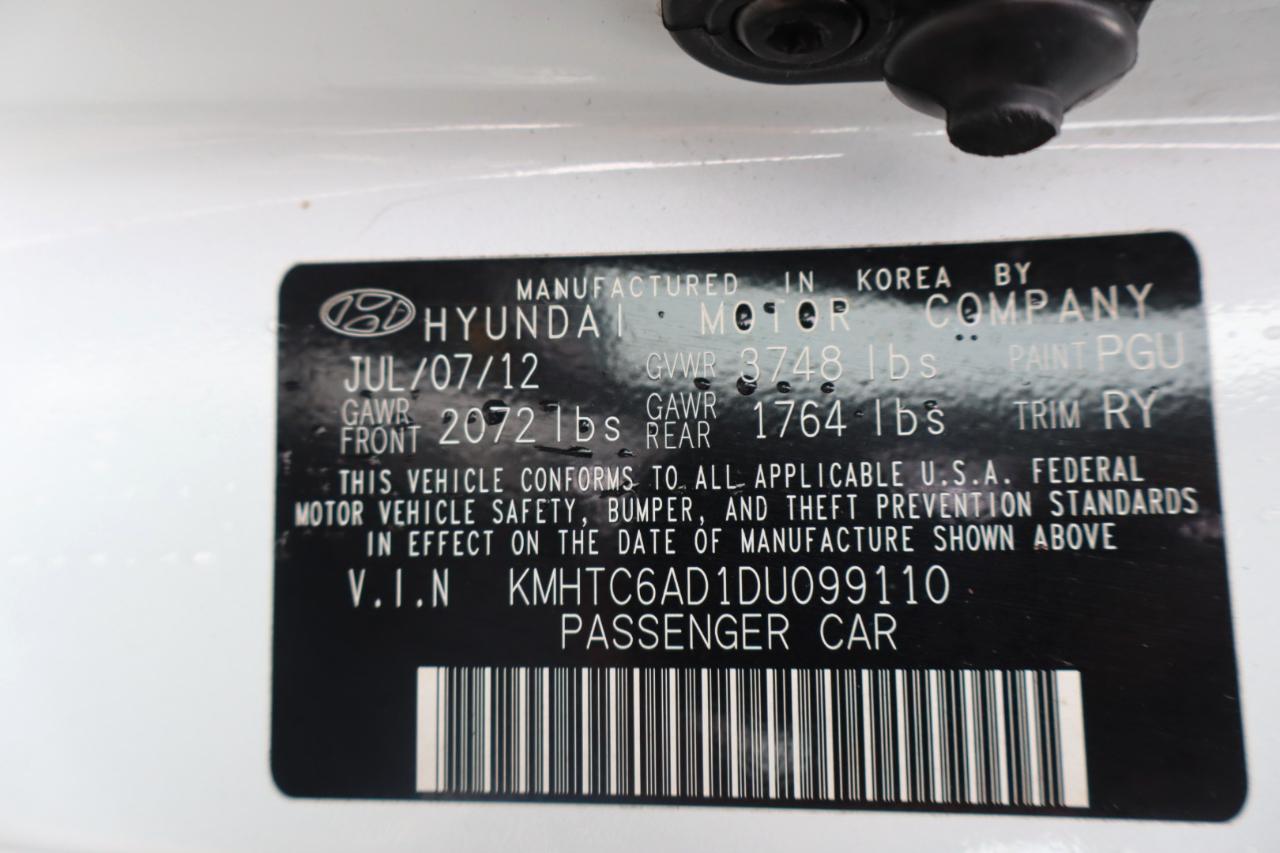 MANUFACTURED IN KOREA BY
HYUNDAI MOTOR COMPANY
JUL/07/12 GVWR 3748 lbs PAINT PGU
GAWR FRONT 2072 lbs GAWR REAR 1764 lbs TRIM RY
THIS VEHICLE CONFORMS TO ALL APPLICABLE U.S.A. FEDERAL
MOTOR VEHICLE SAFETY, BUMPER, AND THEFT PREVENTION STANDARDS
IN EFFECT ON THE DATE OF MANUFACTURE SHOWN ABOVE
V.I.N KMHTC6AD1DU099110
PASSENGER CAR